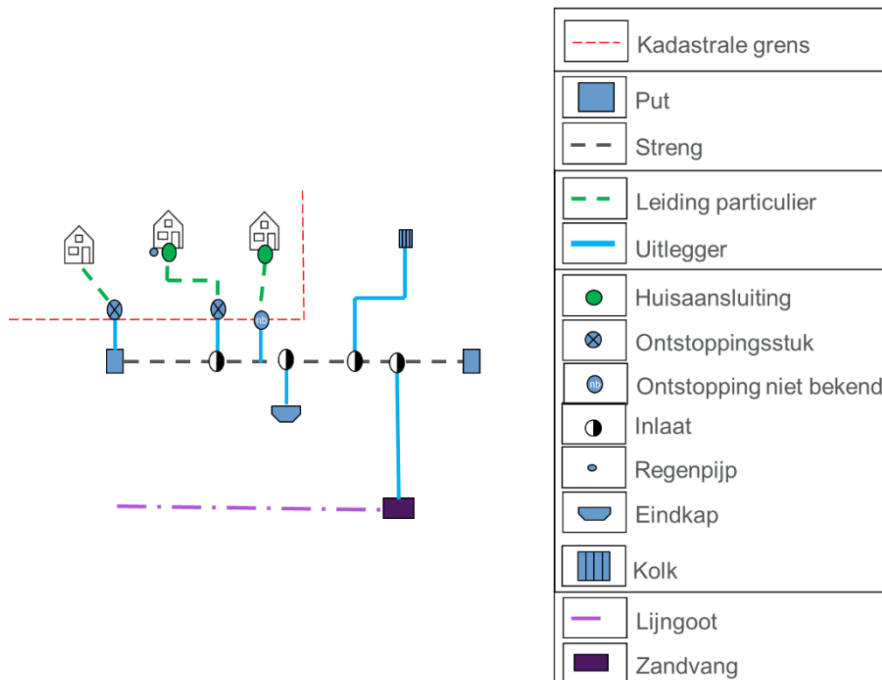 Kadastrale grens
Put
Streng
Leiding particulier
Uitlegger
Huisaansluiting
Ontstoppingsstuk
nb
nb
Ontstopping niet bekend
Inlaat
Regenpijp
Eindkap
Kolk
Lijngoot
Zandvang